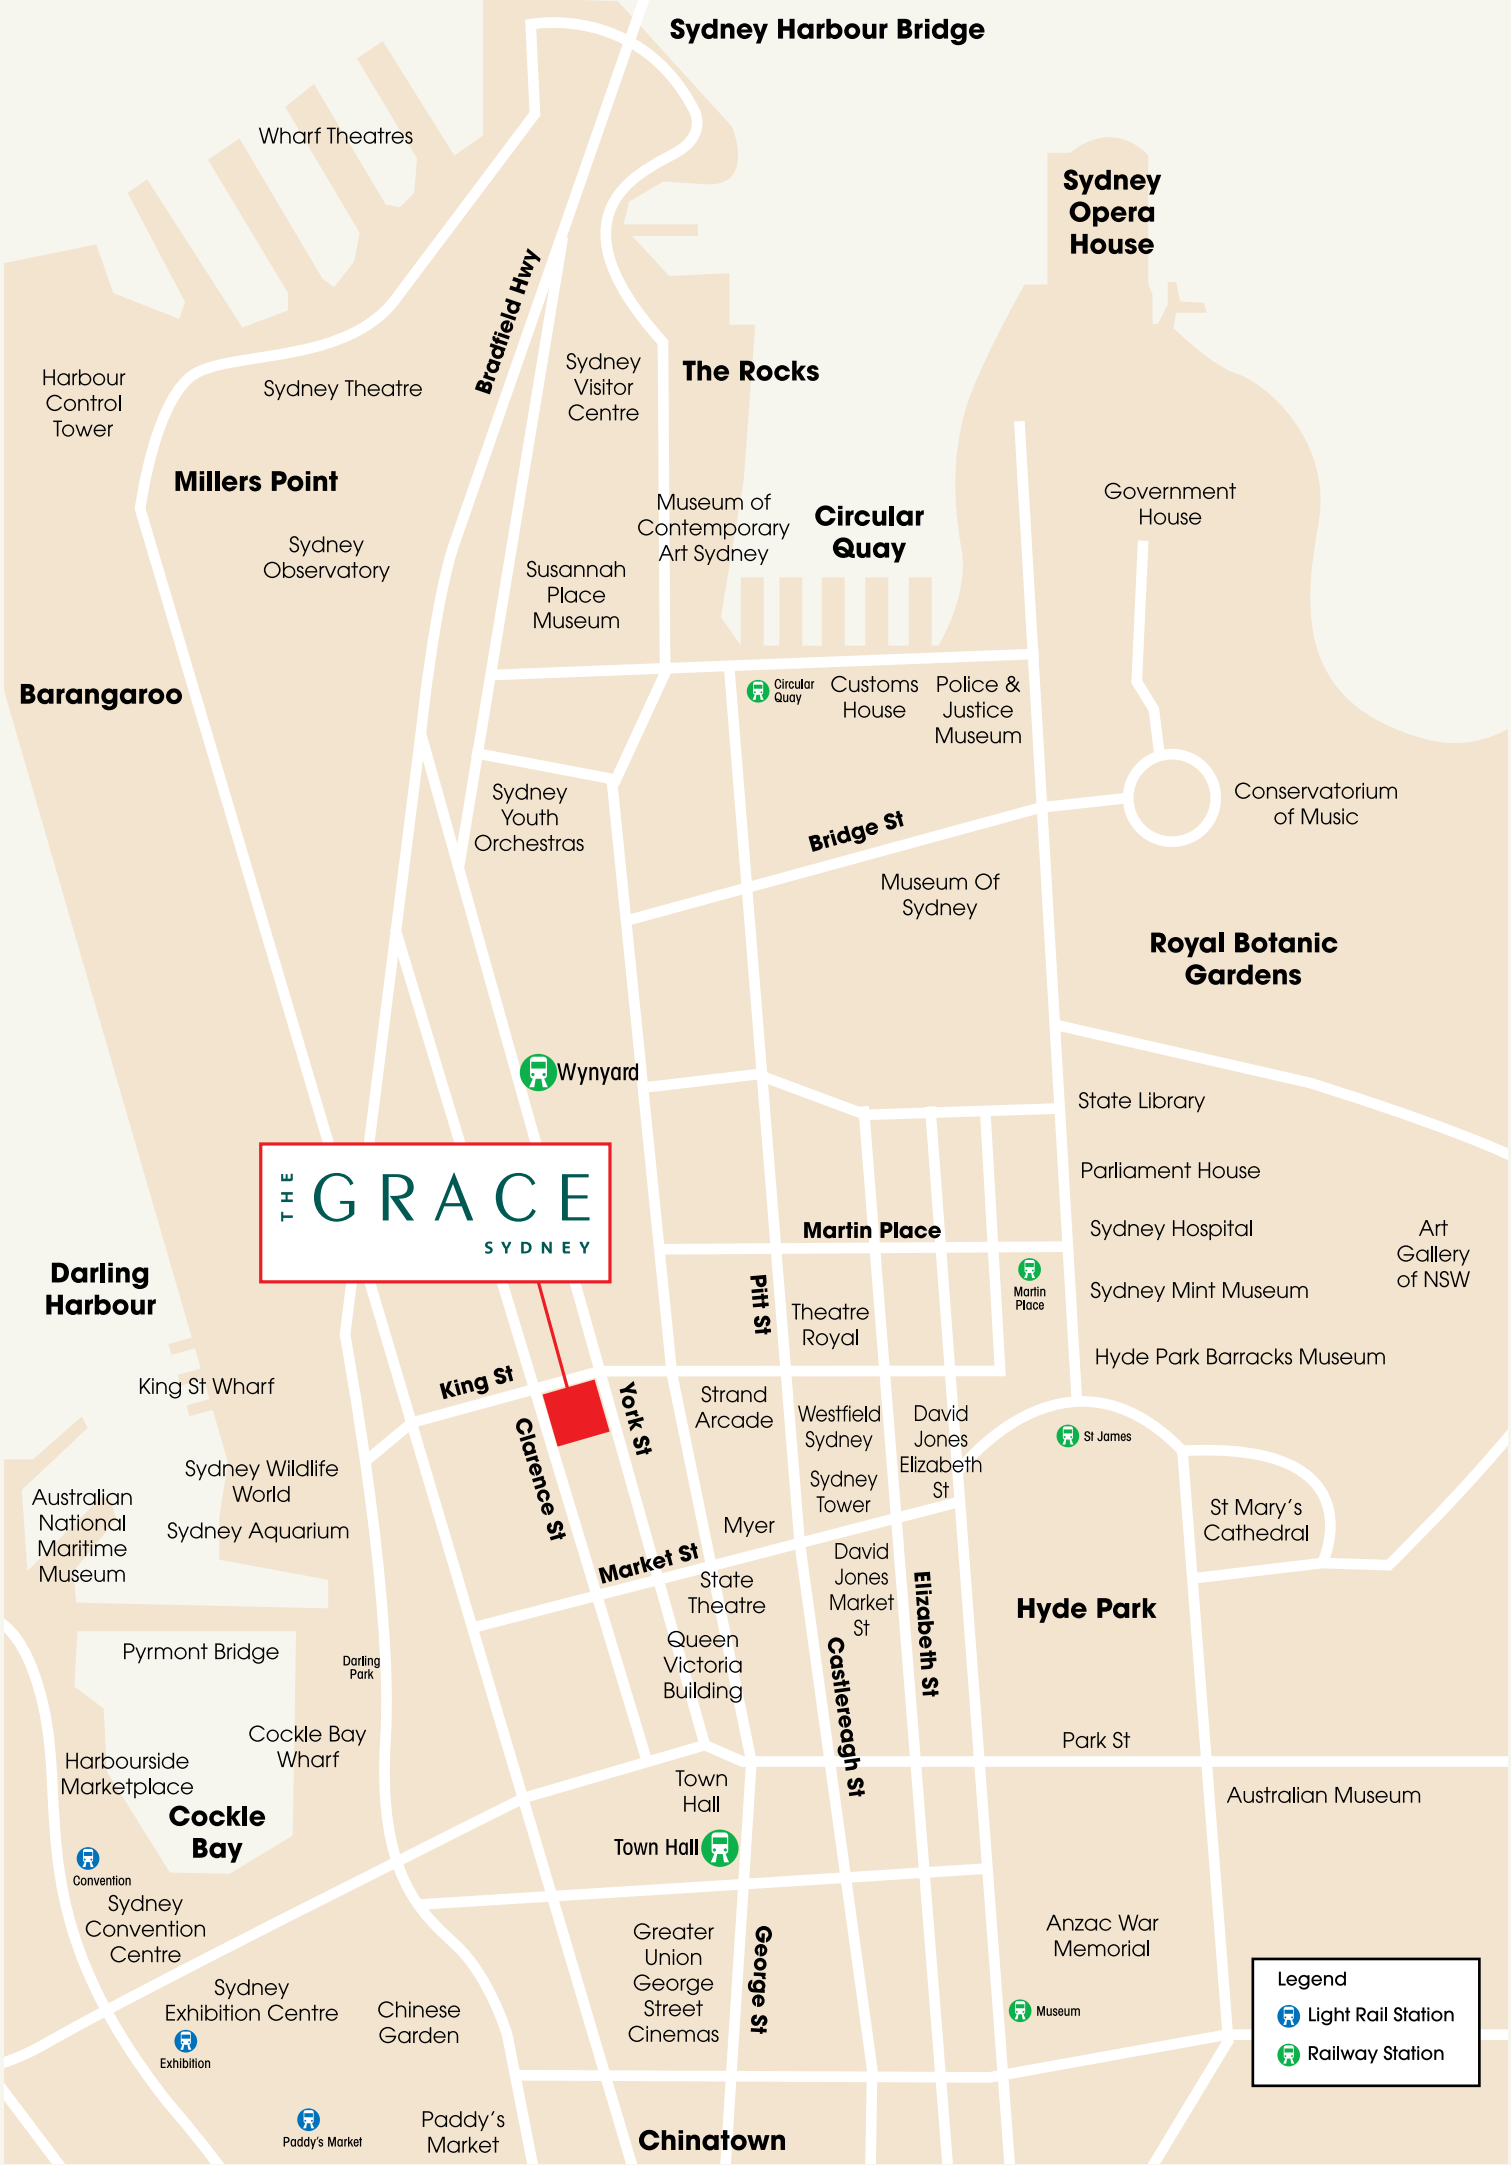 Sydney Harbour Bridge
Wharf Theatres
Sydney
Opera
House
Bradfield Hwy
Harbour
Control
Tower
Sydney Theatre
Sydney
Visitor
Centre
The Rocks
Millers Point
Sydney
Observatory
Museum of
Contemporary
Art Sydney
Circular
Quay
Government
House
Susannah
Place
Museum
Barangaroo
Circular
Quay
Customs
House
Police &
Justice
Museum
Sydney
Youth
Orchestras
Bridge St
Conservatorium
of Music
Museum Of
Sydney
Royal Botanic
Gardens
Wynyard
State Library
Parliament House
THE
GRACE
SYDNEY
Martin Place
Sydney Hospital
Art
Gallery
of NSW
Darling
Harbour
Pitt St
Theatre
Royal
Martin
Place
Sydney Mint Museum
Hyde Park Barracks Museum
King St Wharf
King St
York St
Clarence St
Strand
Arcade
Westfield
Sydney
David
Jones
Elizabeth
St
St James
Sydney Wildlife
World
Sydney
Tower
Australian
National
Maritime
Museum
Sydney Aquarium
Myer
St Mary's
Cathedral
Market St
State
Theatre
David
Jones
Market
St
Elizabeth St
Hyde Park
Pyrmont Bridge
Darling
Park
Queen
Victoria
Building
Castlereagh St
Cockle Bay
Wharf
Park St
Harbourside
Marketplace
Town
Hall
Australian Museum
Cockle
Bay
Town Hall
Convention
Sydney
Convention
Centre
Greater
Union
George
Street
Cinemas
George St
Anzac War
Memorial
Sydney
Exhibition Centre
Chinese
Garden
Museum
Exhibition
Legend
Light Rail Station
Railway Station
Paddy's Market
Paddy's
Market
Chinatown